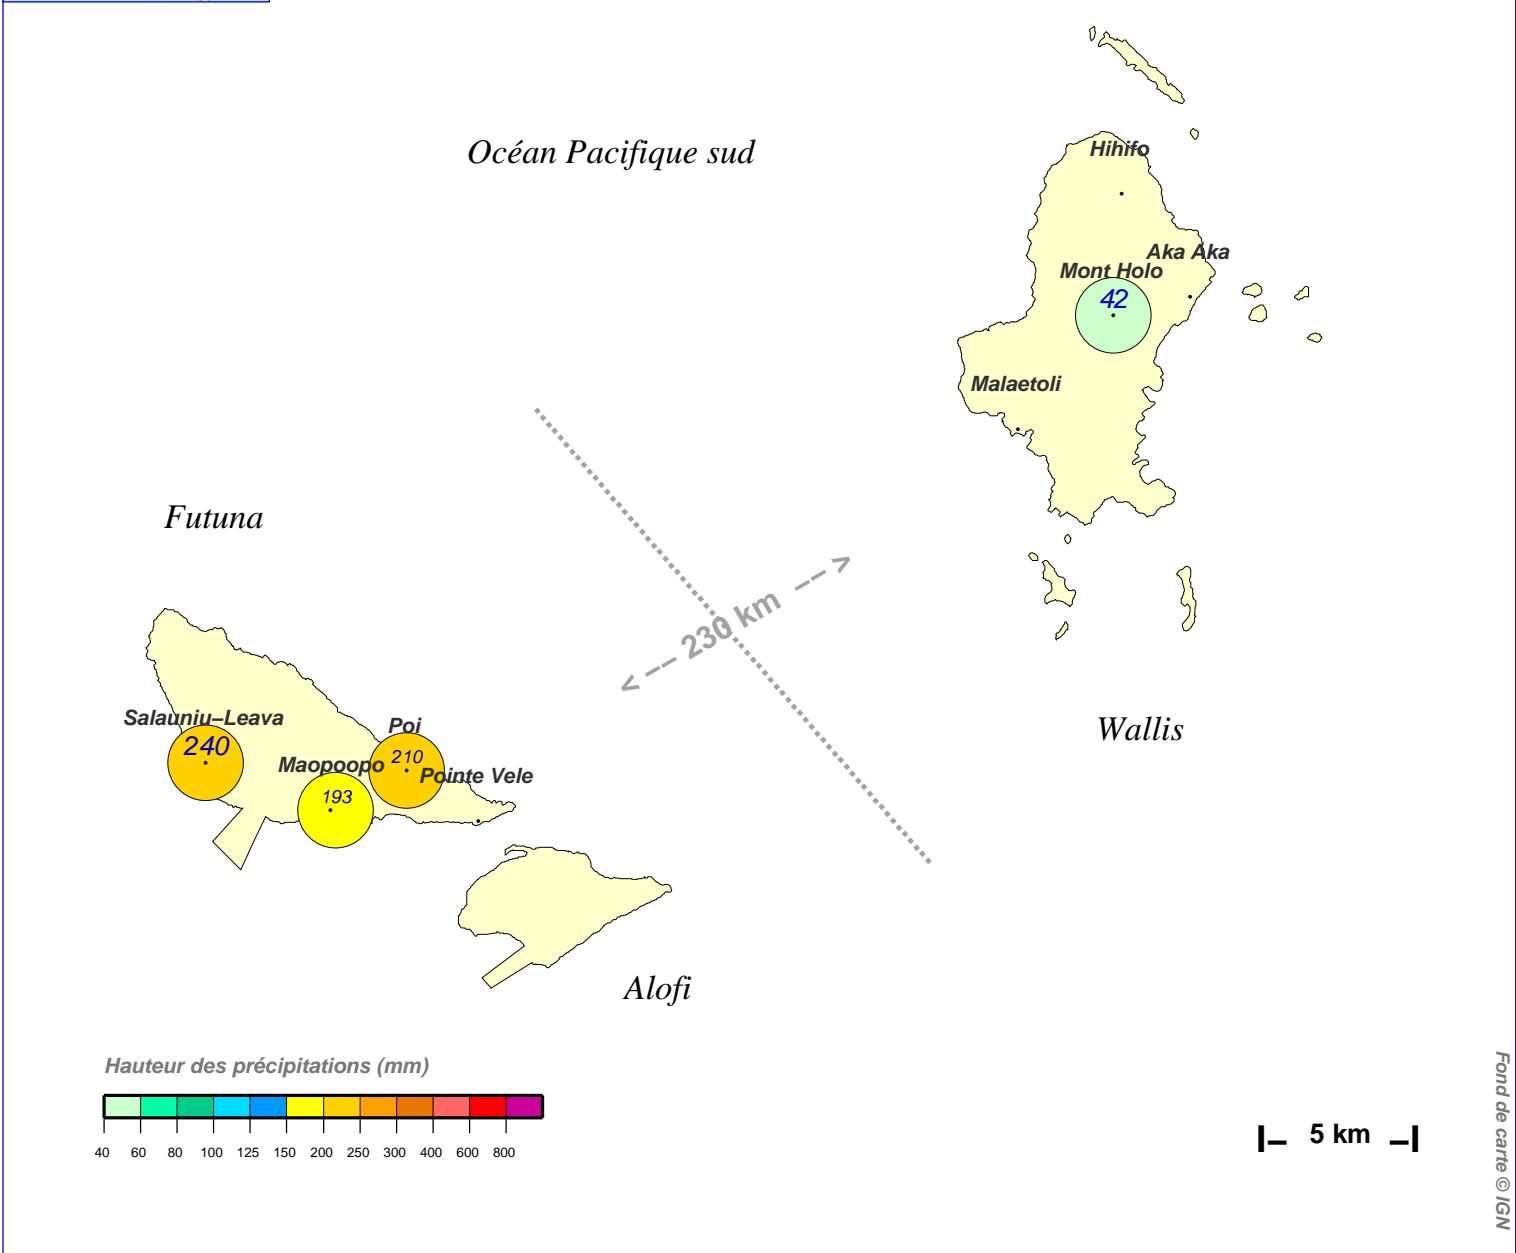 Océan Pacifique sud
Hihifo
Aka Aka
Mont Holo
42
Malaetoli
Futuna
230 km
Salauniu–Leava
240
Poi
210
Maopoopo
193
Pointe Vele
Wallis
Alofi
Hauteur des précipitations (mm)
40 60 80 100 125 150 200 250 300 400 600 800
5 km
Fond de carte © IGN